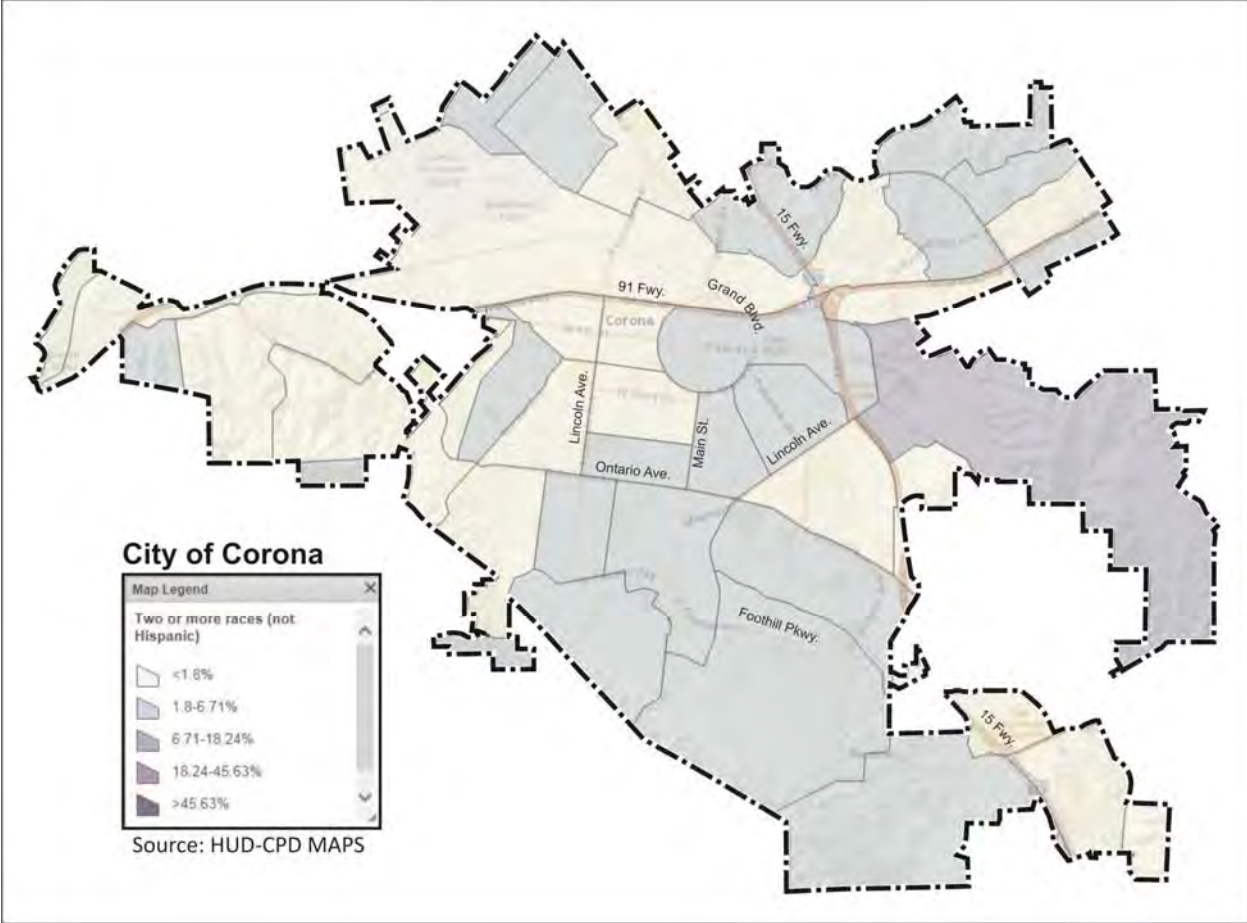 15 Fwy.
91 Fwy.
Grand Blvd.
Corona
Lincoln Ave.
Main St.
Lincoln Ave.
Ontario Ave.
Foothill Pkwy.
15 Fwy.
City of Corona
Map Legend
Two or more races (not
Hispanic)
<1.8%
1.8-6.71%
6.71-18.24%
18.24-45.63%
>45.63%
Source: HUD-CPD MAPS